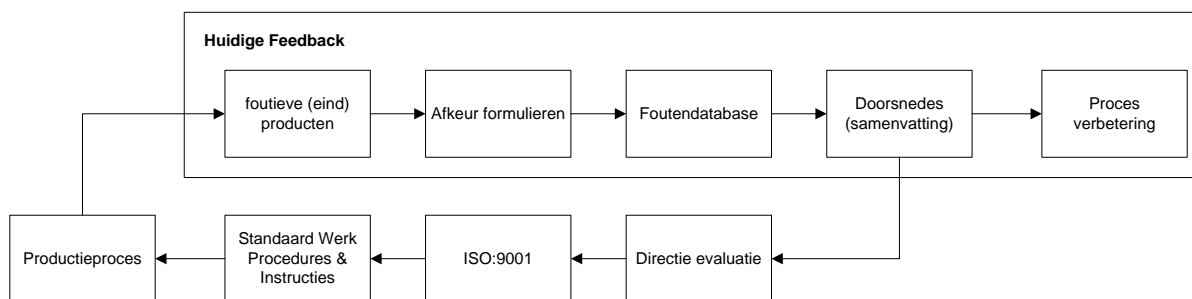 Huidige Feedback
foutieve (eind)
producten
Afkeur formulieren
Foutendatabase
Doorsnedes
(samenvatting)
Proces
verbetering
Productieproces
Standaard Werk
Procedures &
Instructies
ISO:9001
Directie evaluatie